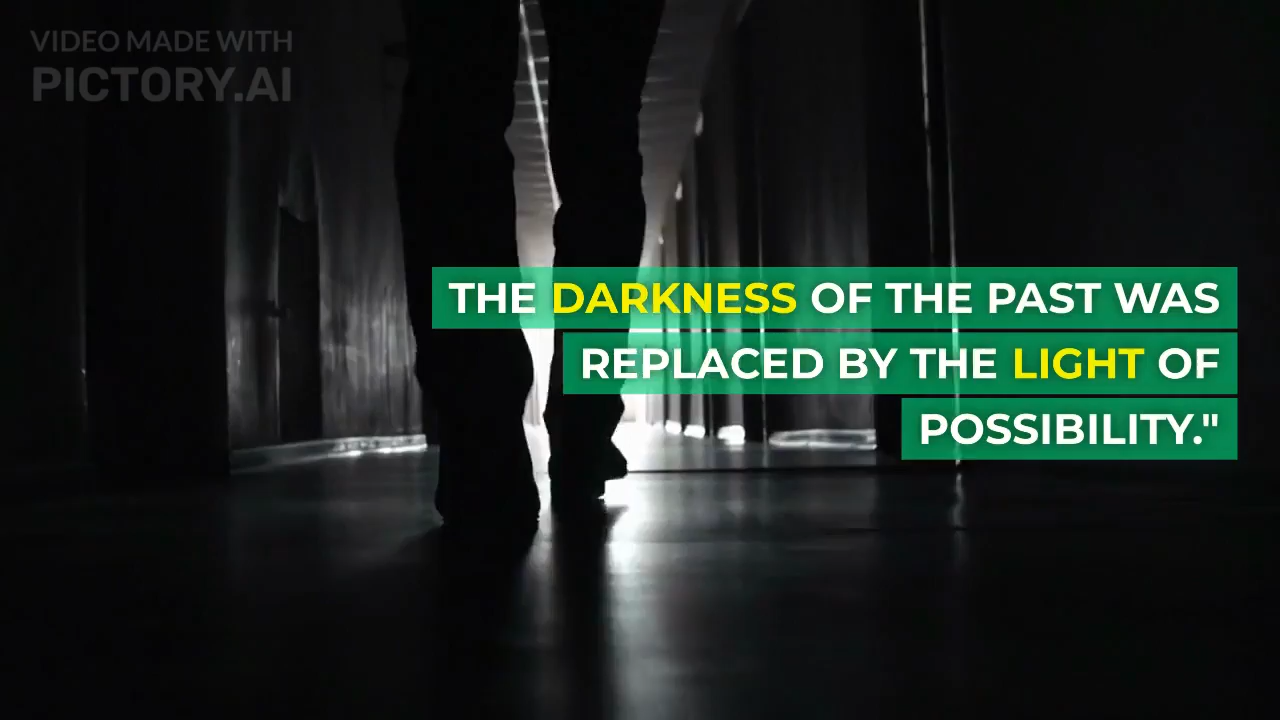 VIDEO MADE WITH
PICTORY.AI
THE DARKNESS OF THE PAST WAS
REPLACED BY THE LIGHT OF
POSSIBILITY."